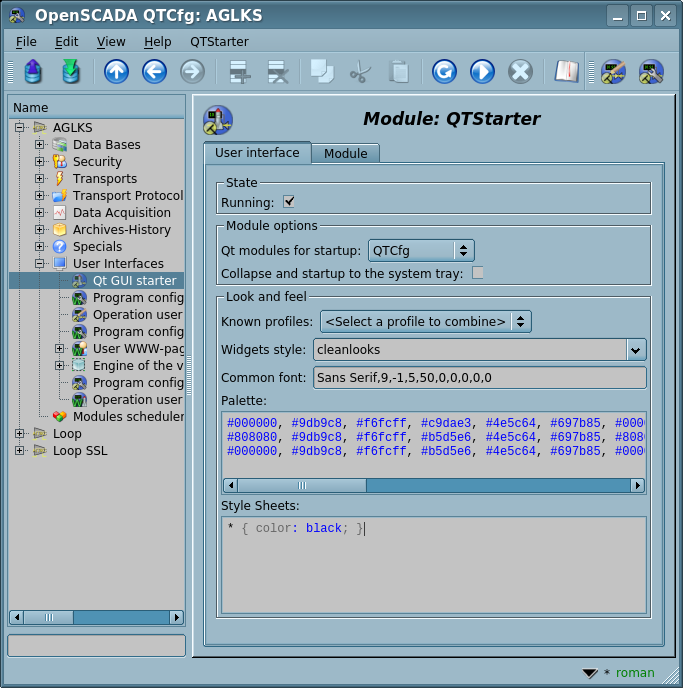 OpenSCADA QTCfg: AGLKS
File Edit View Help QTStarter
Name
AGLKS
Data Bases
Security
Transports
Transport Protocol
Data Acquisition
Archives-History
Specials
User Interfaces
Qt GUI starter
Program config
Operation user
Program config
User WWW-pag
Engine of the v
Program config
Operation user
Modules scheduler
Loop
Loop SSL
Module: QTStarter
User interface Module
State
Running:
Module options
Qt modules for startup: QTCfg
Collapse and startup to the system tray:
Look and feel
Known profiles: <Select a profile to combine>
Widgets style: cleanlooks
Common font: Sans Serif,9,-1,5,50,0,0,0,0,0
Palette:
#000000, #9db9c8, #f6fcff, #c9dae3, #4e5c64, #697b85, #000
#808080, #9db9c8, #f6fcff, #b5d5e6, #4e5c64, #697b85, #808
#000000, #9db9c8, #f6fcff, #b5d5e6, #4e5c64, #697b85, #000
Style Sheets:
* { color: black; }
* roman